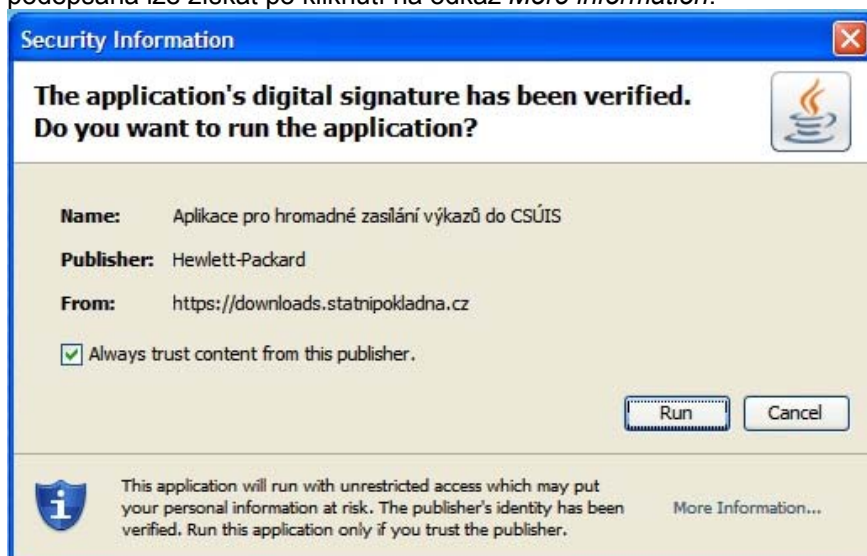 podepsána lze získat po kliknutí na odkaz More information.
Security Information
The application's digital signature has been verified.
Do you want to run the application?
Name: Aplikace pro hromadné zasílání výkazů do CSÚIS
Publisher: Hewlett-Packard
From: https://downloads.statnipokladna.cz
Always trust content from this publisher.
Run Cancel
This application will run with unrestricted access which may put
your personal information at risk. The publisher's identity has been
verified. Run this application only if you trust the publisher.
More Information...